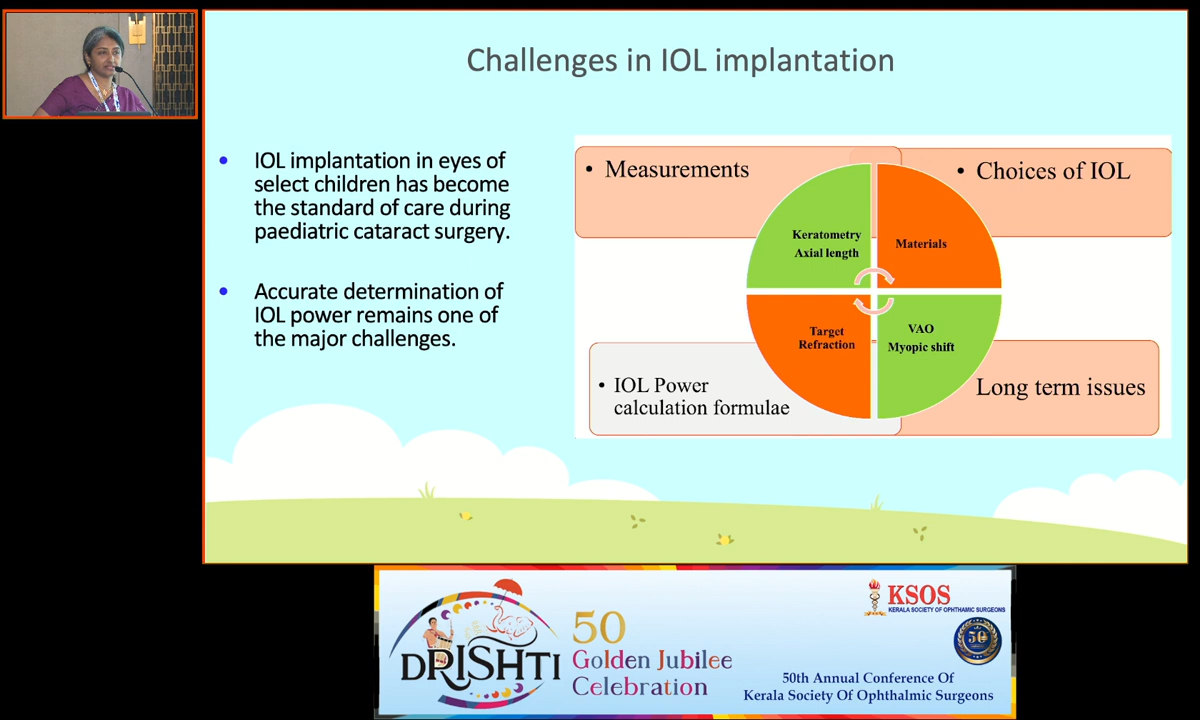 Challenges in IOL implantation
• IOL implantation in eyes of
select children has become
the standard of care during
paediatric cataract surgery.
• Accurate determination of
IOL power remains one of
the major challenges.
• Measurements
• Choices of IOL
Keratometry
Axial length
Materials
Target
Refraction
VAO
Myopic shift
• IOL Power
calculation formulae
Long term issues
DRISHTI
50
Golden Jubilee
Celebration
KSOS
KERALA SOCIETY OF OPHTHAMIC SURGEONS
50
50th Annual Conference Of
Kerala Society Of Ophthalmic Surgeons